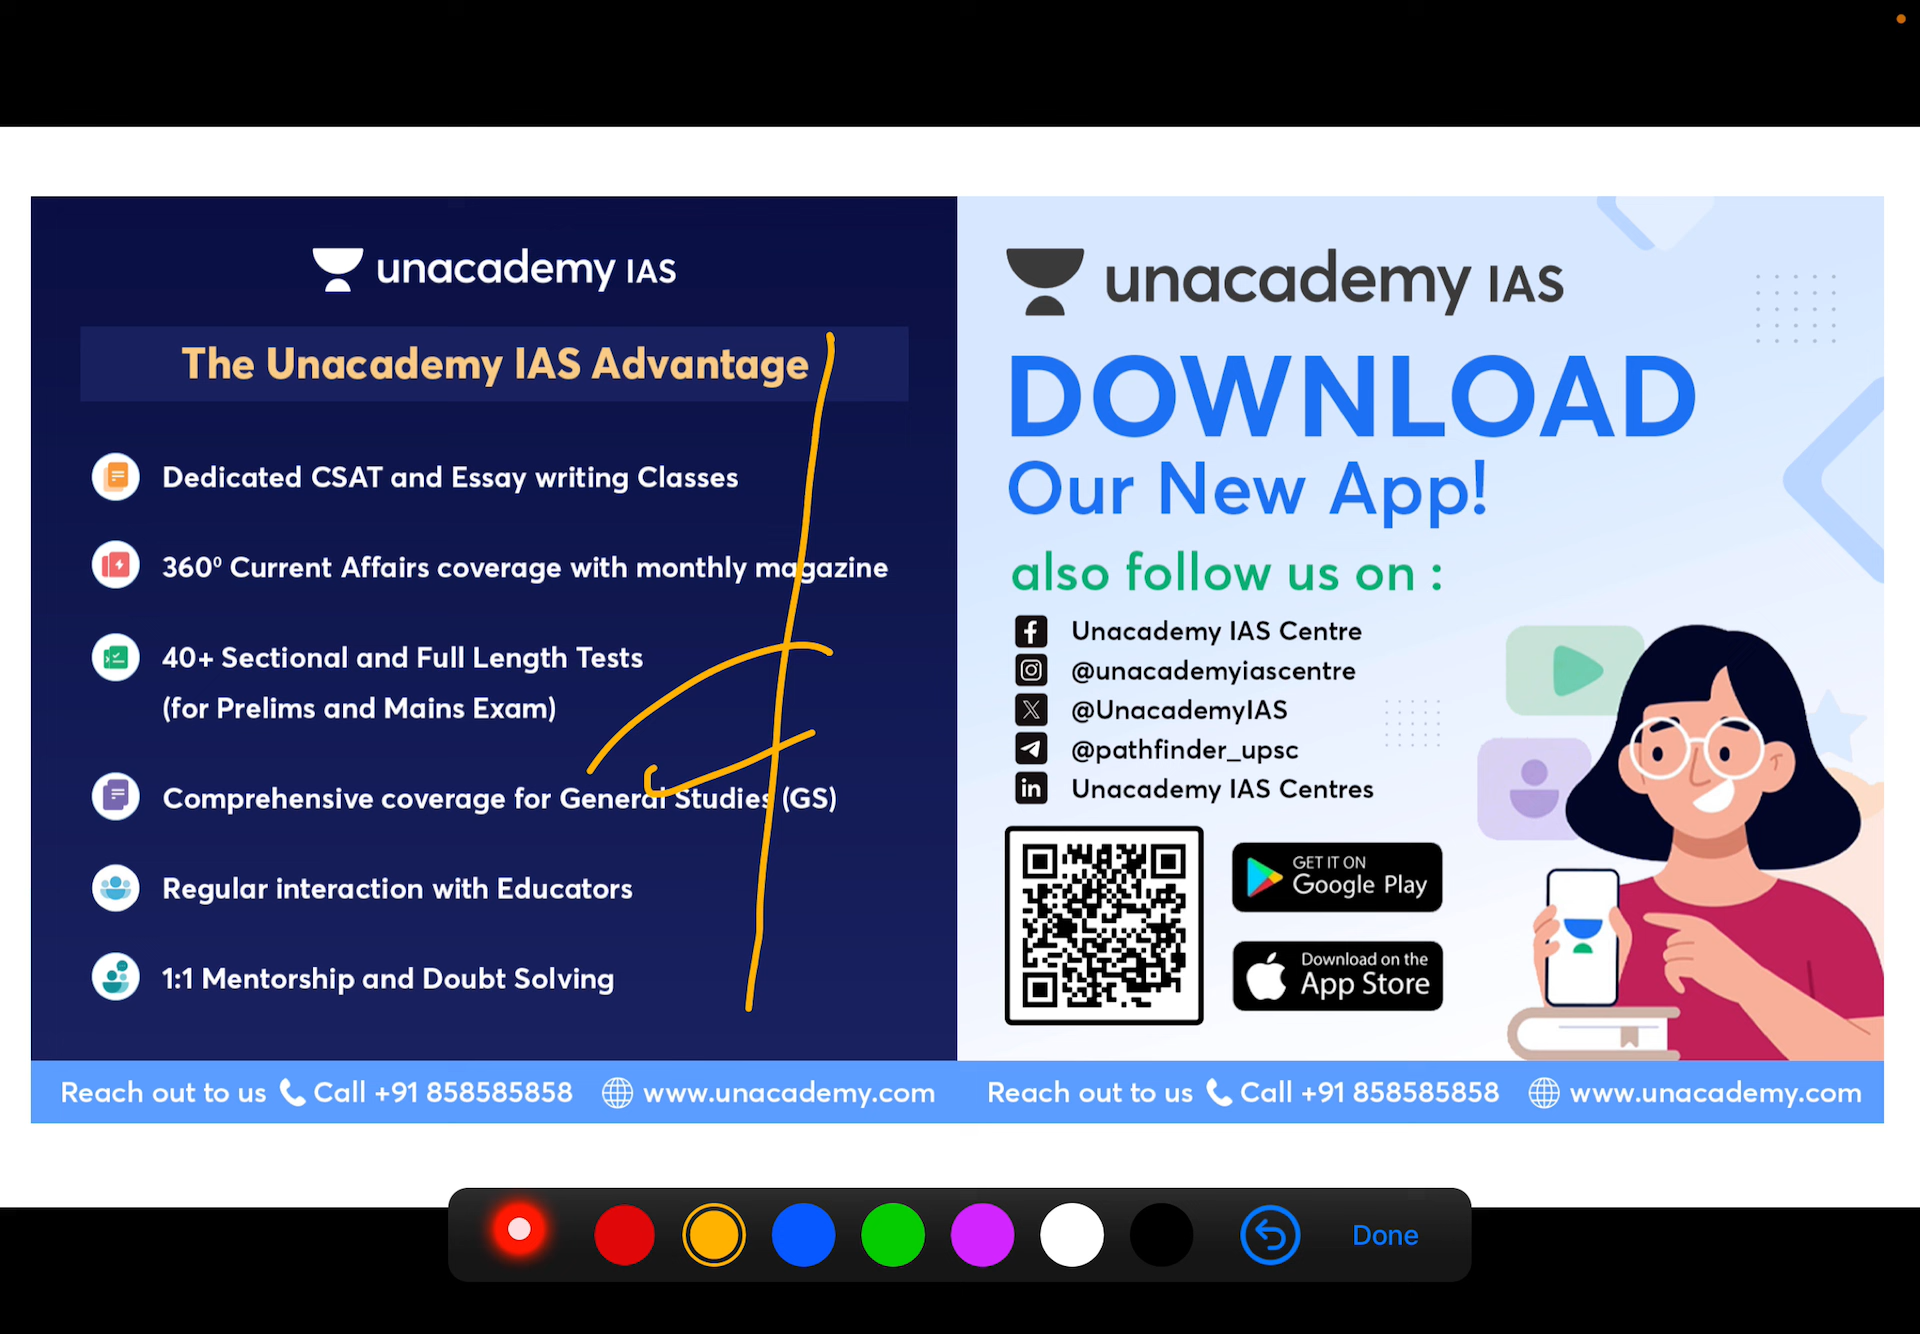 unacademy IAS
The Unacademy IAS Advantage
Dedicated CSAT and Essay writing Classes
360⁰ Current Affairs coverage with monthly magazine
40+ Sectional and Full Length Tests
(for Prelims and Mains Exam)
Comprehensive coverage for General Studies (GS)
Regular interaction with Educators
1:1 Mentorship and Doubt Solving
Reach out to us Call +91 858585858 www.unacademy.com
unacademy IAS
DOWNLOAD
Our New App!
also follow us on :
Unacademy IAS Centre
@unacademyiascentre
@UnacademyIAS
@pathfinder_upsc
Unacademy IAS Centres
GET IT ON
Google Play
Download on the
App Store
Reach out to us Call +91 858585858 www.unacademy.com
Done